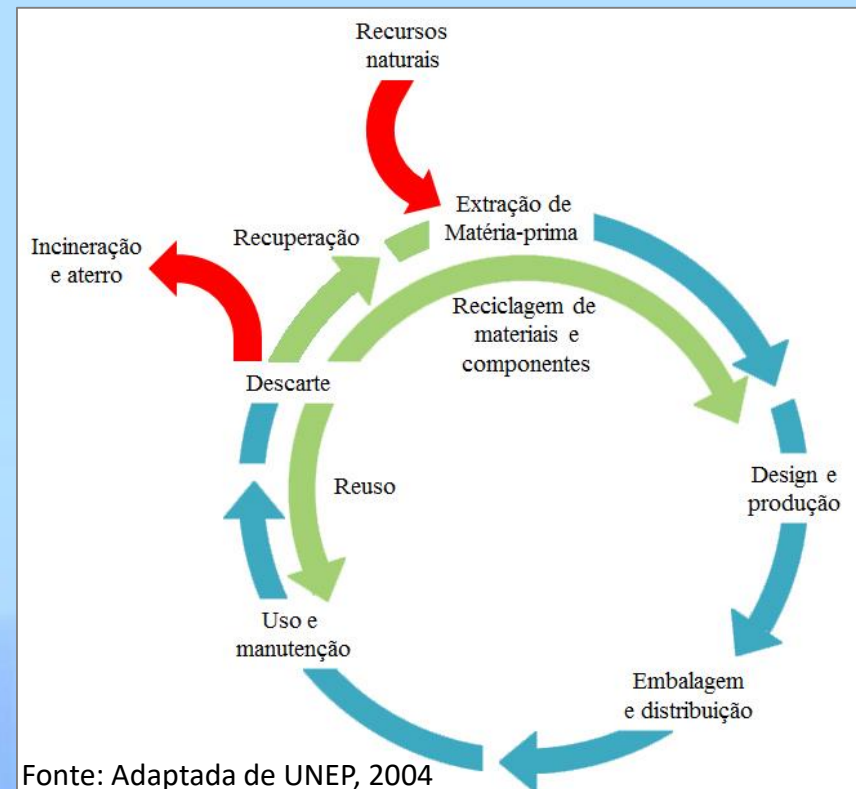 Recursos
naturais
Extração de
Matéria-prima
Recuperação
Incineração
e aterro
Reciclagem de
materiais e
componentes
Descarte
Design e
produção
Reuso
Uso e
manutenção
Embalagem
e distribuição
Fonte: Adaptada de UNEP, 2004